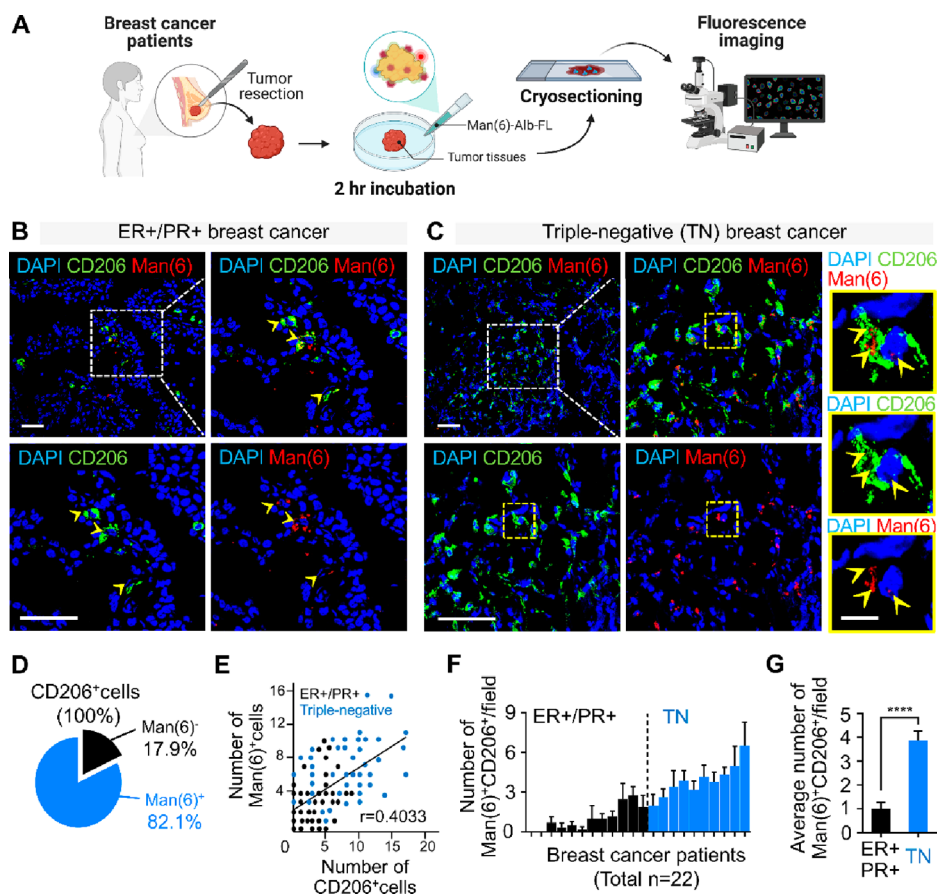 A
Breast cancer
patients
Tumor
resection
Man(6)-Alb-FL
Tumor tissues
2 hr incubation
Cryosectioning
Fluorescence
imaging
B
ER+/PR+ breast cancer
DAPI CD206 Man(6)
DAPI CD206 Man(6)
DAPI CD206
DAPI Man(6)
C
Triple-negative (TN) breast cancer
DAPI CD206 Man(6)
DAPI CD206 Man(6)
DAPI CD206
DAPI Man(6)
DAPI CD206
Man(6)
DAPI CD206
DAPI Man(6)
D
CD206⁺cells
(100%)
Man(6)⁻
17.9%
Man(6)⁺
82.1%
E
Number of
Man(6)⁺cells
16
12
8
4
ER+/PR+
Triple-negative
r=0.4033
0 5 10 15 20
Number of
CD206⁺cells
F
Number of
Man(6)⁺CD206⁺/field
9
6
3
0
ER+/PR+
TN
Breast cancer patients
(Total n=22)
G
Average number of
Man(6)⁺CD206⁺/field
5
4
3
2
1
0
****
ER+
PR+
TN